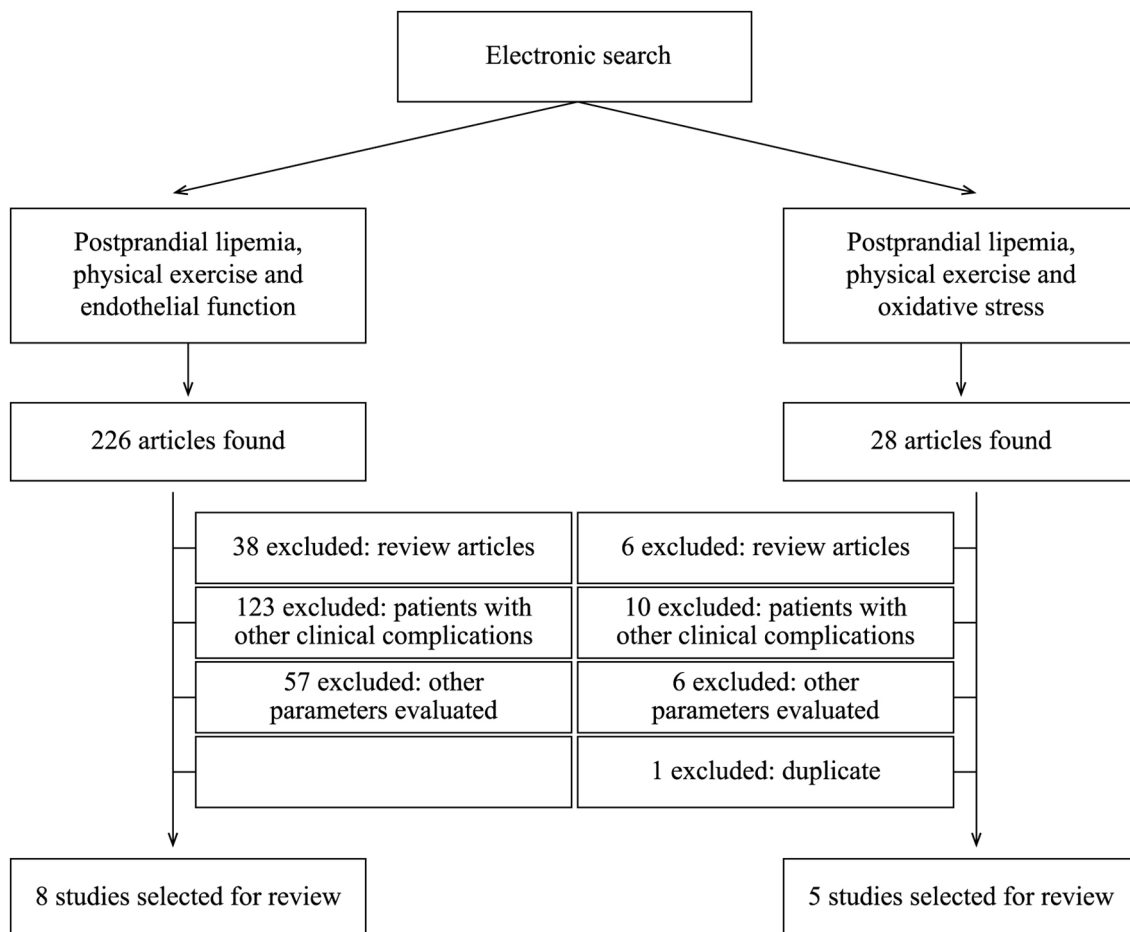 Electronic search
Postprandial lipemia,
physical exercise and
endothelial function
Postprandial lipemia,
physical exercise and
oxidative stress
226 articles found
28 articles found
38 excluded: review articles
6 excluded: review articles
123 excluded: patients with
other clinical complications
10 excluded: patients with
other clinical complications
57 excluded: other
parameters evaluated
6 excluded: other
parameters evaluated
1 excluded: duplicate
8 studies selected for review
5 studies selected for review